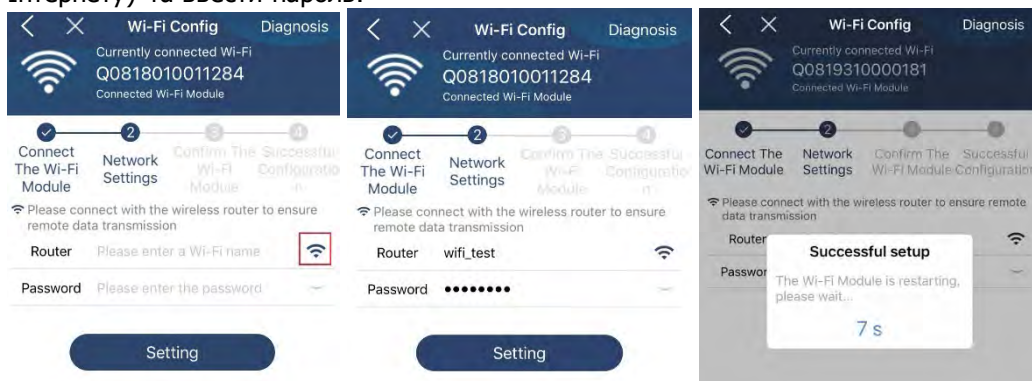 Інтернету) та ввести пароль.
Wi-Fi Config Diagnosis
Currently connected Wi-Fi
Q0818010011284
Connected Wi-Fi Module
2 3 4
Connect The Wi-Fi Module
Network Settings
Confirm The Wi-Fi Module
Successful Configuration
Please connect with the wireless router to ensure
remote data transmission
Router Please enter a Wi-Fi name
Password Please enter the password
Setting
Wi-Fi Config Diagnosis
Currently connected Wi-Fi
Q0818010011284
Connected Wi-Fi Module
2 3 4
Connect The Wi-Fi Module
Network Settings
Confirm The Wi-Fi Module
Successful Configuration
Please connect with the wireless router to ensure
remote data transmission
Router wifi_test
Password ••••••••
Setting
Wi-Fi Config Diagnosis
Currently connected Wi-Fi
Q0819310000181
Connected Wi-Fi Module
2
Connect The Wi-Fi Module
Network Settings
Confirm The Wi-Fi Module
Successful Configuration
Please connect with the wireless router to ensure remote
data transmission
Router
Passwor
Successful setup
The Wi-Fi Module is restarting,
please wait...
7 s